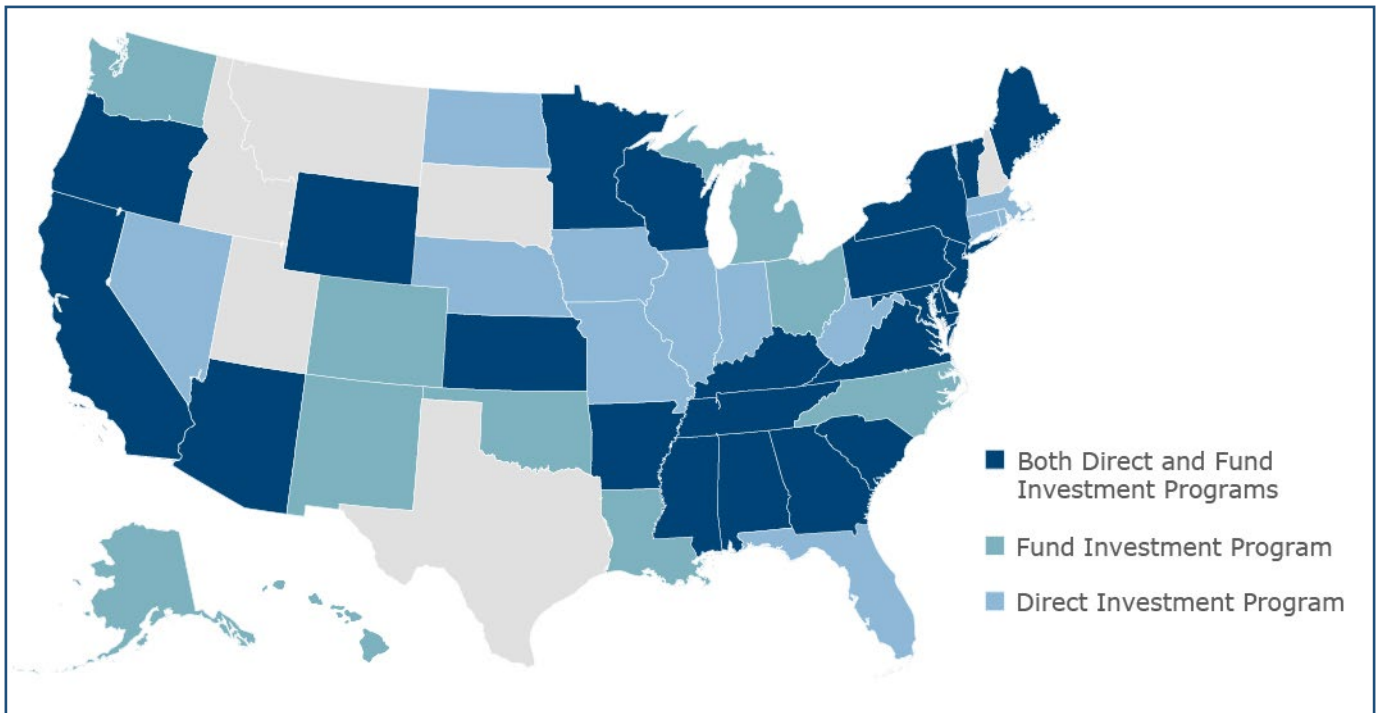 Both Direct and Fund
Investment Programs
Fund Investment Program
Direct Investment Program